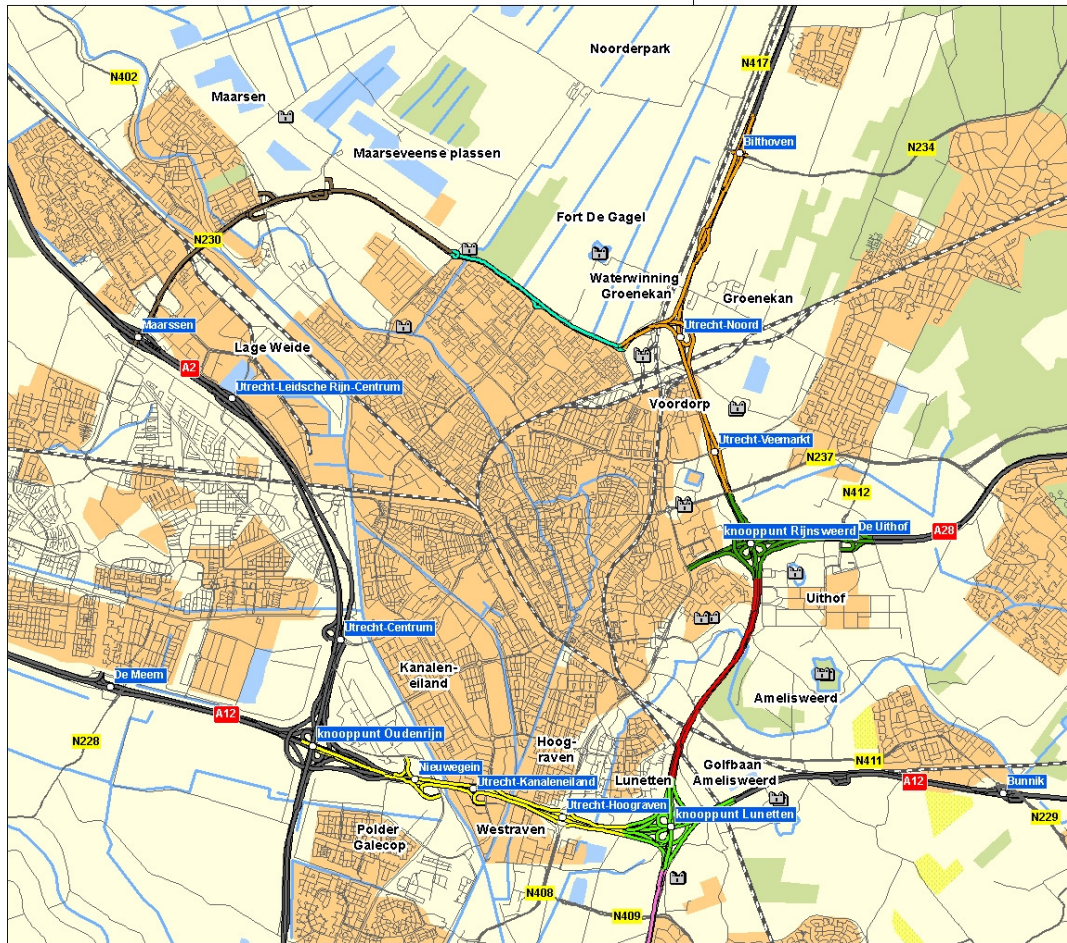 Noorderpark
N417
N402
Maarsen
Bilthoven
N234
Maarseveense plassen
Fort De Gagel
N230
Waterwinning
Groenekan
Groenekan
Maarssen
Utrecht-Noord
Lage Weide
A2
Utrecht-Leidsche Rijn-Centrum
Voordorp
Utrecht-Veemarkt
N237
N412
knooppunt Rijnsweerd
De Uithof
A28
Uithof
Utrecht-Centrum
Kanalen-
eiland
De Meern
Amelisweerd
A12
knooppunt Oudenrijn
N228
Hoog-
raven
Golfbaan
Amelisweerd
N411
Nieuwegein
Utrecht-Kanaleneiland
Lunetten
A12
Bunnik
Utrecht-Hoograven
knooppunt Lunetten
Westraven
Polder
Galecop
N229
N408
N409